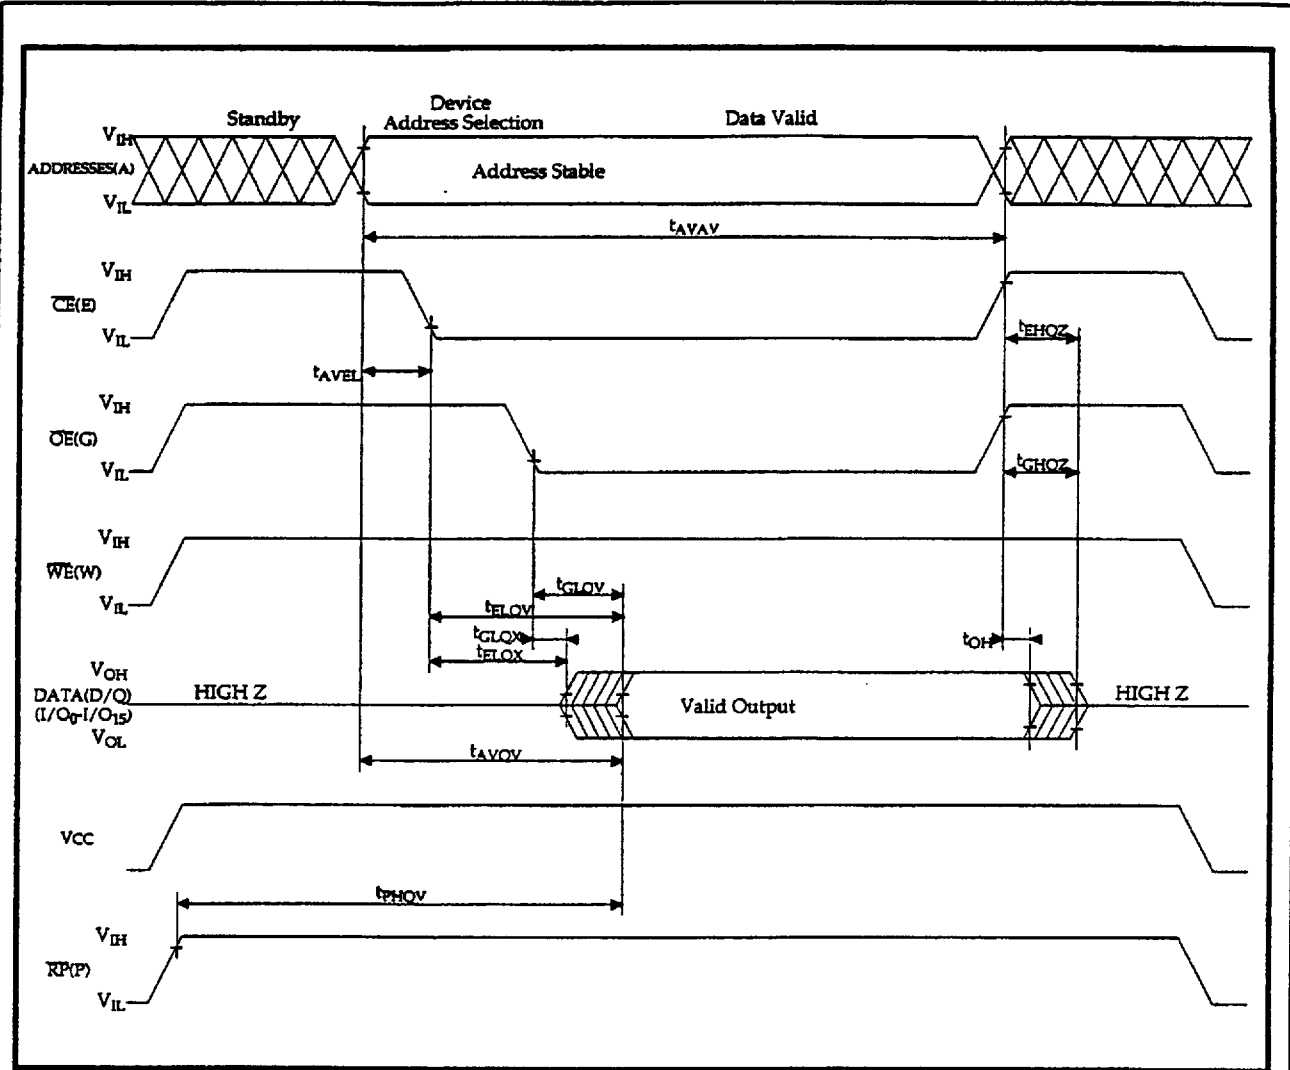 Standby
Device
Address Selection
Data Valid
VIH
ADDRESSES(A)
Address Stable
VIL
tAVAV
VIH
CE(E)
VIL
tEHQZ
tAVEL
VIH
OE(G)
VIL
tGHQZ
VIH
WE(W)
VIL
tGLQV
tELQV
tGLQX
tOH
tELQX
VOH
DATA(D/Q)
HIGH Z
HIGH Z
(I/O0-I/O15)
Valid Output
VOL
tAVQV
VCC
tPHQV
VIH
RP(P)
VIL